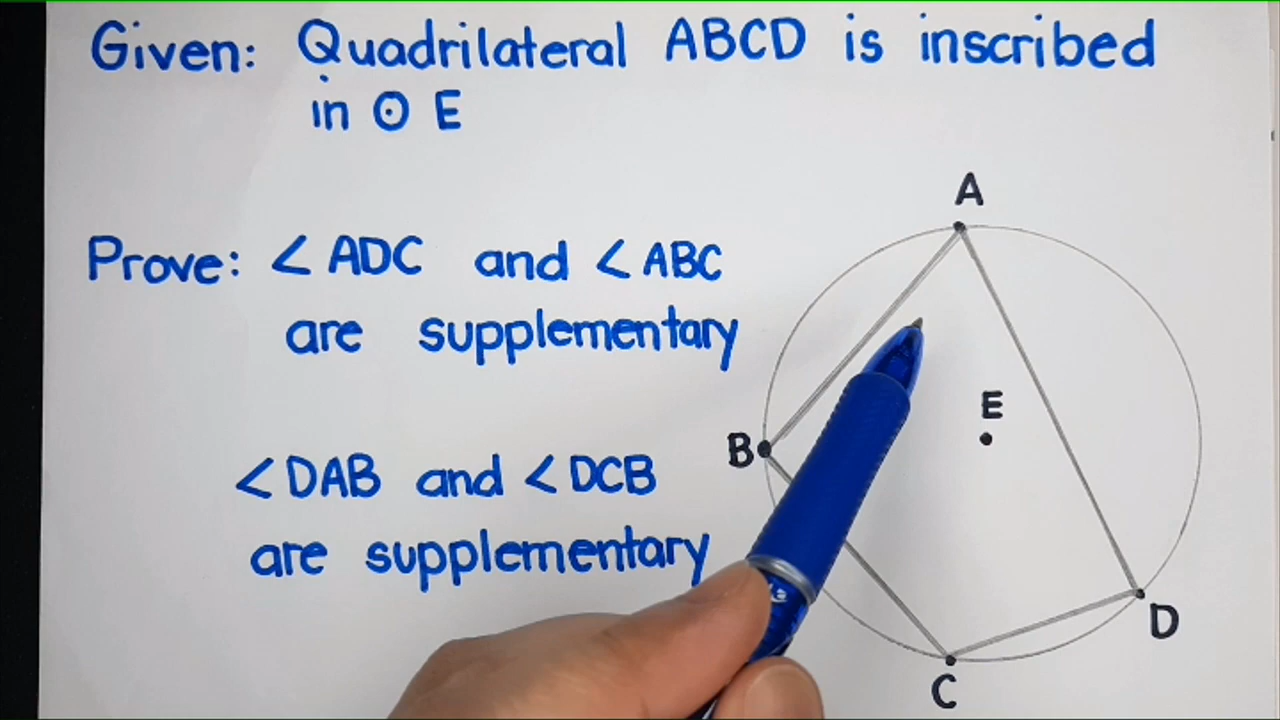 Given: Quadrilateral ABCD is inscribed
in ⊙ E
Prove: ∠ADC and ∠ABC
are supplementary
∠DAB and ∠DCB
are supplementary
A
E
B
D
C